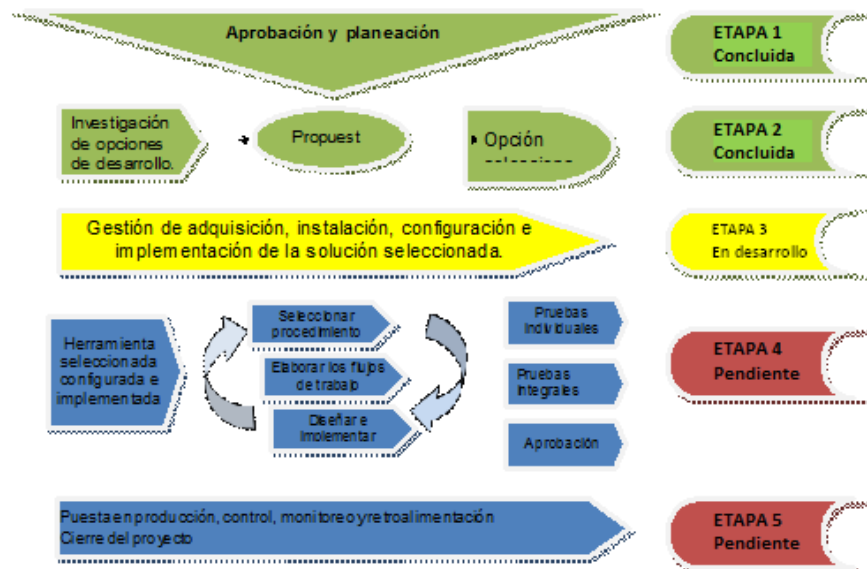 Aprobación y planeación
ETAPA 1
Concluida
Investigación
de opciones
de desarrollo.
Propuest
Opción
ETAPA 2
Concluida
Gestión de adquisición, instalación, configuración e
implementación de la solución seleccionada.
ETAPA 3
En desarrollo
Herramienta
seleccionada
configurada e
implementada
Seleccionar
procedimiento
Elaborar los flujos
de trabajo
Diseñar e
Implementar
Pruebas
Individuales
Pruebas
Integrales
Aprobación
ETAPA 4
Pendiente
Puesta en producción, control, monitoreo y retroalimentación
Cierre del proyecto
ETAPA 5
Pendiente